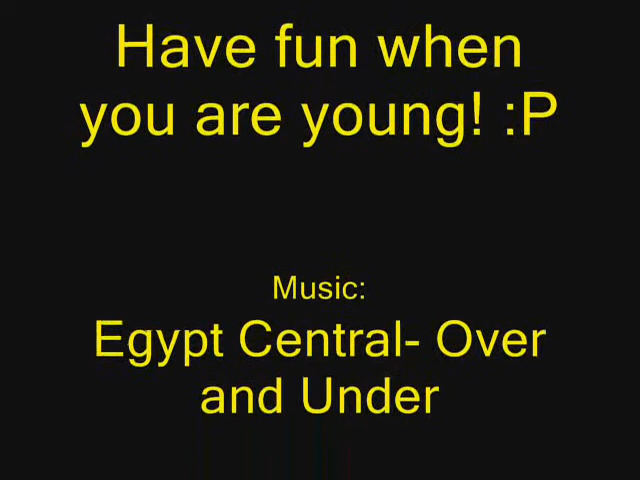 Have fun when
you are young! :P
Music:
Egypt Central- Over
and Under